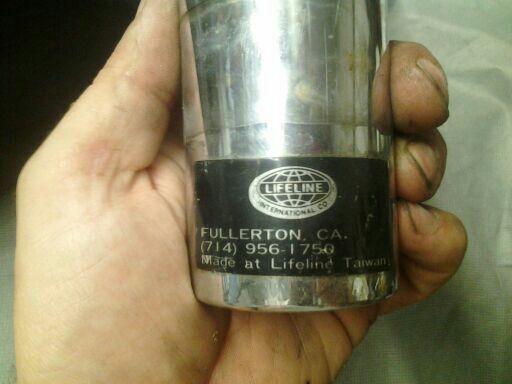 LIFELINE
INTERNATIONAL CO
FULLERTON, CA.
(714) 956-1750
Made at Lifeline Taiwan